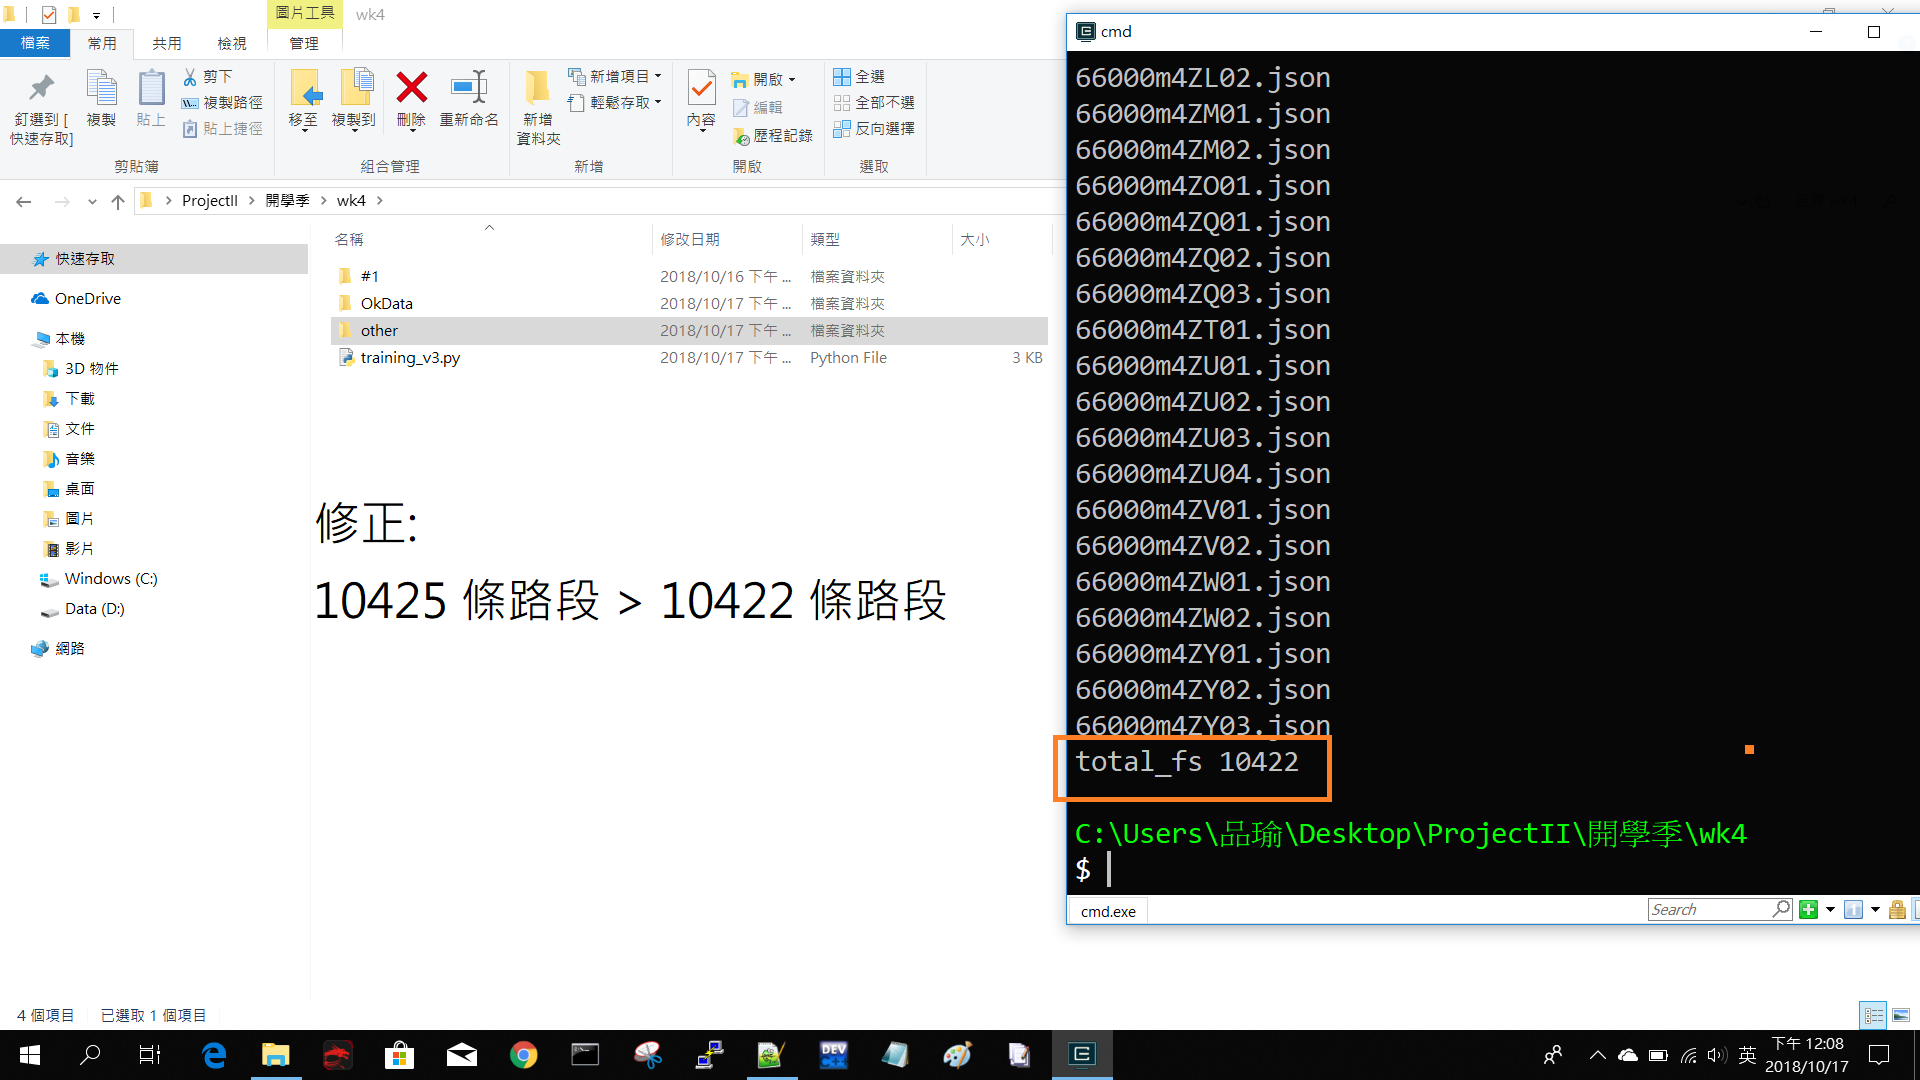 圖片工具
wk4
檔案
常用
共用
檢視
管理
釘選到 [
快速存取]
複製
貼上
剪下
複製路徑
貼上捷徑
剪貼簿
移至
複製到
刪除
重新命名
組合管理
新增
資料夾
新增項目
輕鬆存取
新增
內容
開啟
編輯
歷程記錄
開啟
全選
全部不選
反向選擇
選取
ProjectII
開學季
wk4
名稱
修改日期
類型
大小
#1
2018/10/16 下午 ...
檔案資料夾
OkData
2018/10/17 下午 ...
檔案資料夾
other
2018/10/17 下午 ...
檔案資料夾
training_v3.py
2018/10/17 下午 ...
Python File
3 KB
快速存取
OneDrive
本機
3D 物件
下載
文件
音樂
桌面
圖片
影片
Windows (C:)
Data (D:)
網路
修正:
10425 條路段 > 10422 條路段
4 個項目
已選取 1 個項目
cmd
66000m4ZL02.json
66000m4ZM01.json
66000m4ZM02.json
66000m4ZO01.json
66000m4ZQ01.json
66000m4ZQ02.json
66000m4ZQ03.json
66000m4ZT01.json
66000m4ZU01.json
66000m4ZU02.json
66000m4ZU03.json
66000m4ZU04.json
66000m4ZV01.json
66000m4ZV02.json
66000m4ZW01.json
66000m4ZW02.json
66000m4ZY01.json
66000m4ZY02.json
66000m4ZY03.json
total_fs 10422
C:\Users\品瑜\Desktop\ProjectII\開學季\wk4
$
cmd.exe
Search
DEV
C++
英
下午 12:08
2018/10/17